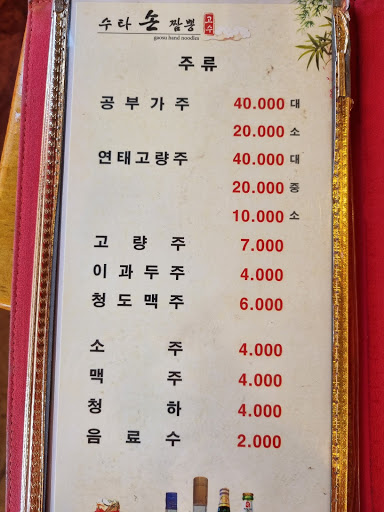 수타 손 짬뽕 고수
gaosu hand noodles
주류
공부가주 40.000 대
20.000 소
연태고량주 40.000 대
20.000 중
10.000 소
고량주 7.000
이과두주 4.000
청도맥주 6.000
소주 4.000
맥주 4.000
청하 4.000
음료수 2.000